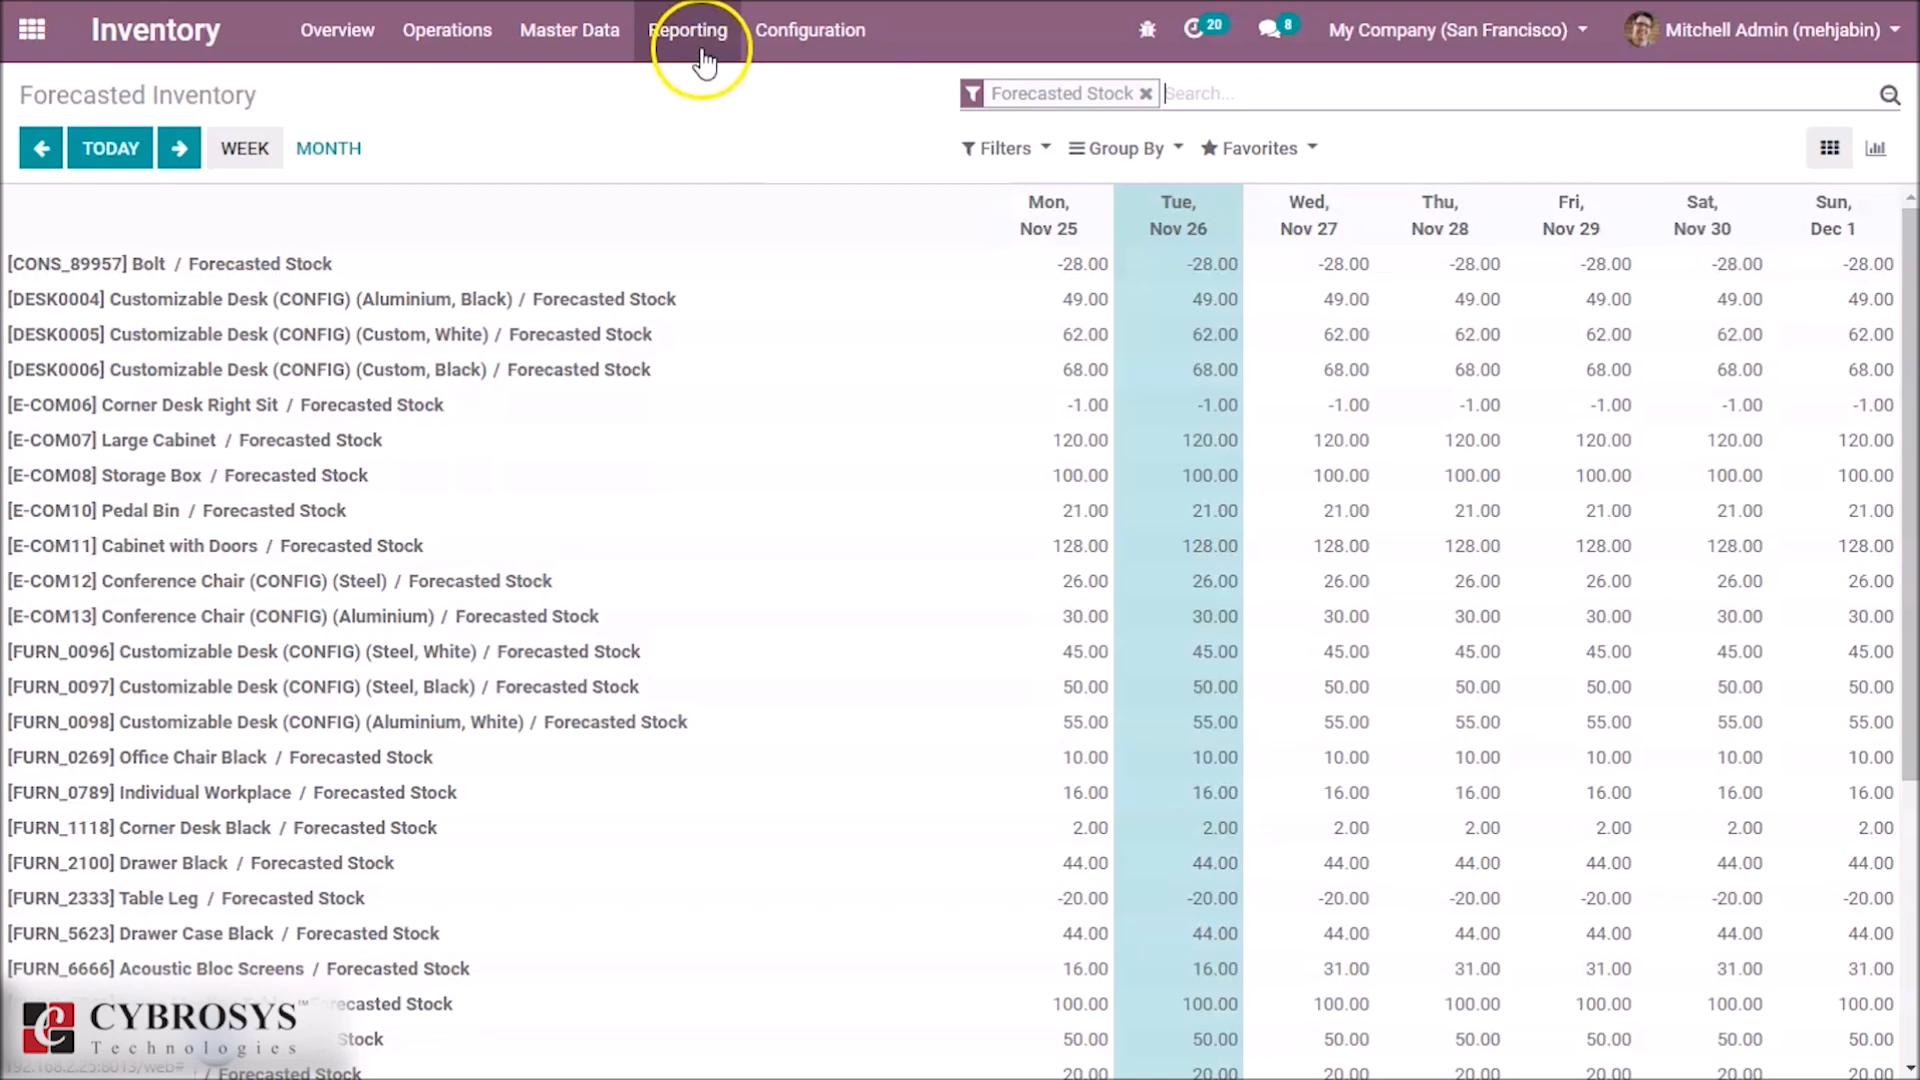 Inventory Overview Operations Master Data Reporting Configuration 20 8 My Company (San Francisco) Mitchell Admin (mehjabin)
Forecasted Inventory Forecasted Stock Search...
TODAY WEEK MONTH Filters Group By Favorites
Mon, Tue, Wed, Thu, Fri, Sat, Sun,
Nov 25 Nov 26 Nov 27 Nov 28 Nov 29 Nov 30 Dec 1
[CONS_89957] Bolt / Forecasted Stock -28.00 -28.00 -28.00 -28.00 -28.00 -28.00 -28.00
[DESK0004] Customizable Desk (CONFIG) (Aluminium, Black) / Forecasted Stock 49.00 49.00 49.00 49.00 49.00 49.00 49.00
[DESK0005] Customizable Desk (CONFIG) (Custom, White) / Forecasted Stock 62.00 62.00 62.00 62.00 62.00 62.00 62.00
[DESK0006] Customizable Desk (CONFIG) (Custom, Black) / Forecasted Stock 68.00 68.00 68.00 68.00 68.00 68.00 68.00
[E-COM06] Corner Desk Right Sit / Forecasted Stock -1.00 -1.00 -1.00 -1.00 -1.00 -1.00 -1.00
[E-COM07] Large Cabinet / Forecasted Stock 120.00 120.00 120.00 120.00 120.00 120.00 120.00
[E-COM08] Storage Box / Forecasted Stock 100.00 100.00 100.00 100.00 100.00 100.00 100.00
[E-COM10] Pedal Bin / Forecasted Stock 21.00 21.00 21.00 21.00 21.00 21.00 21.00
[E-COM11] Cabinet with Doors / Forecasted Stock 128.00 128.00 128.00 128.00 128.00 128.00 128.00
[E-COM12] Conference Chair (CONFIG) (Steel) / Forecasted Stock 26.00 26.00 26.00 26.00 26.00 26.00 26.00
[E-COM13] Conference Chair (CONFIG) (Aluminium) / Forecasted Stock 30.00 30.00 30.00 30.00 30.00 30.00 30.00
[FURN_0096] Customizable Desk (CONFIG) (Steel, White) / Forecasted Stock 45.00 45.00 45.00 45.00 45.00 45.00 45.00
[FURN_0097] Customizable Desk (CONFIG) (Steel, Black) / Forecasted Stock 50.00 50.00 50.00 50.00 50.00 50.00 50.00
[FURN_0098] Customizable Desk (CONFIG) (Aluminium, White) / Forecasted Stock 55.00 55.00 55.00 55.00 55.00 55.00 55.00
[FURN_0269] Office Chair Black / Forecasted Stock 10.00 10.00 10.00 10.00 10.00 10.00 10.00
[FURN_0789] Individual Workplace / Forecasted Stock 16.00 16.00 16.00 16.00 16.00 16.00 16.00
[FURN_1118] Corner Desk Black / Forecasted Stock 2.00 2.00 2.00 2.00 2.00 2.00 2.00
[FURN_2100] Drawer Black / Forecasted Stock 44.00 44.00 44.00 44.00 44.00 44.00 44.00
[FURN_2333] Table Leg / Forecasted Stock -20.00 -20.00 -20.00 -20.00 -20.00 -20.00 -20.00
[FURN_5623] Drawer Case Black / Forecasted Stock 44.00 44.00 44.00 44.00 44.00 44.00 44.00
[FURN_6666] Acoustic Bloc Screens / Forecasted Stock 16.00 16.00 31.00 31.00 31.00 31.00 31.00
ecasted Stock 100.00 100.00 100.00 100.00 100.00 100.00 100.00
CYBROSYS™
Stock 50.00 50.00 50.00 50.00 50.00 50.00 50.00
Technologies
192.168.2.25:8013/web# / Forecasted Stock 20.00 20.00 20.00 20.00 20.00 20.00 20.00